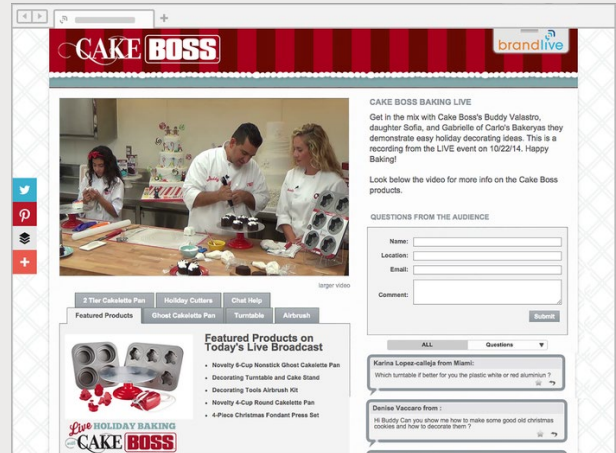 CAKE BOSS
brandlive
CAKE BOSS BAKING LIVE
Get in the mix with Cake Boss's Buddy Valastro,
daughter Sofia, and Gabrielle of Carlo's Bakeryas they
demonstrate easy holiday decorating ideas. This is a
recording from the LIVE event on 10/22/14. Happy
Baking!
Look below the video for more info on the Cake Boss
products.
larger video
QUESTIONS FROM THE AUDIENCE
Name:
Location:
Email:
Comment:
Submit
2 Tier Cakelette Pan
Holiday Cutters
Chat Help
Featured Products
Ghost Cakelette Pan
Turntable
Airbrush
Featured Products on
Today's Live Broadcast
• Novelty 6-Cup Nonstick Ghost Cakelette Pan
• Decorating Turntable and Cake Stand
• Decorating Tools Airbrush Kit
• Novelty 4-Cup Round Cakelette Pan
• 4-Piece Christmas Fondant Press Set
Live HOLIDAY BAKING
with CAKE BOSS
ALL
Questions
Karina Lopez-calleja from Miami:
Which turntable if better for you the plastic white or red aluminiun ?
Denise Vaccaro from :
Hi Buddy Can you show me how to make some good old christmas
cookies and how to decorate them ?